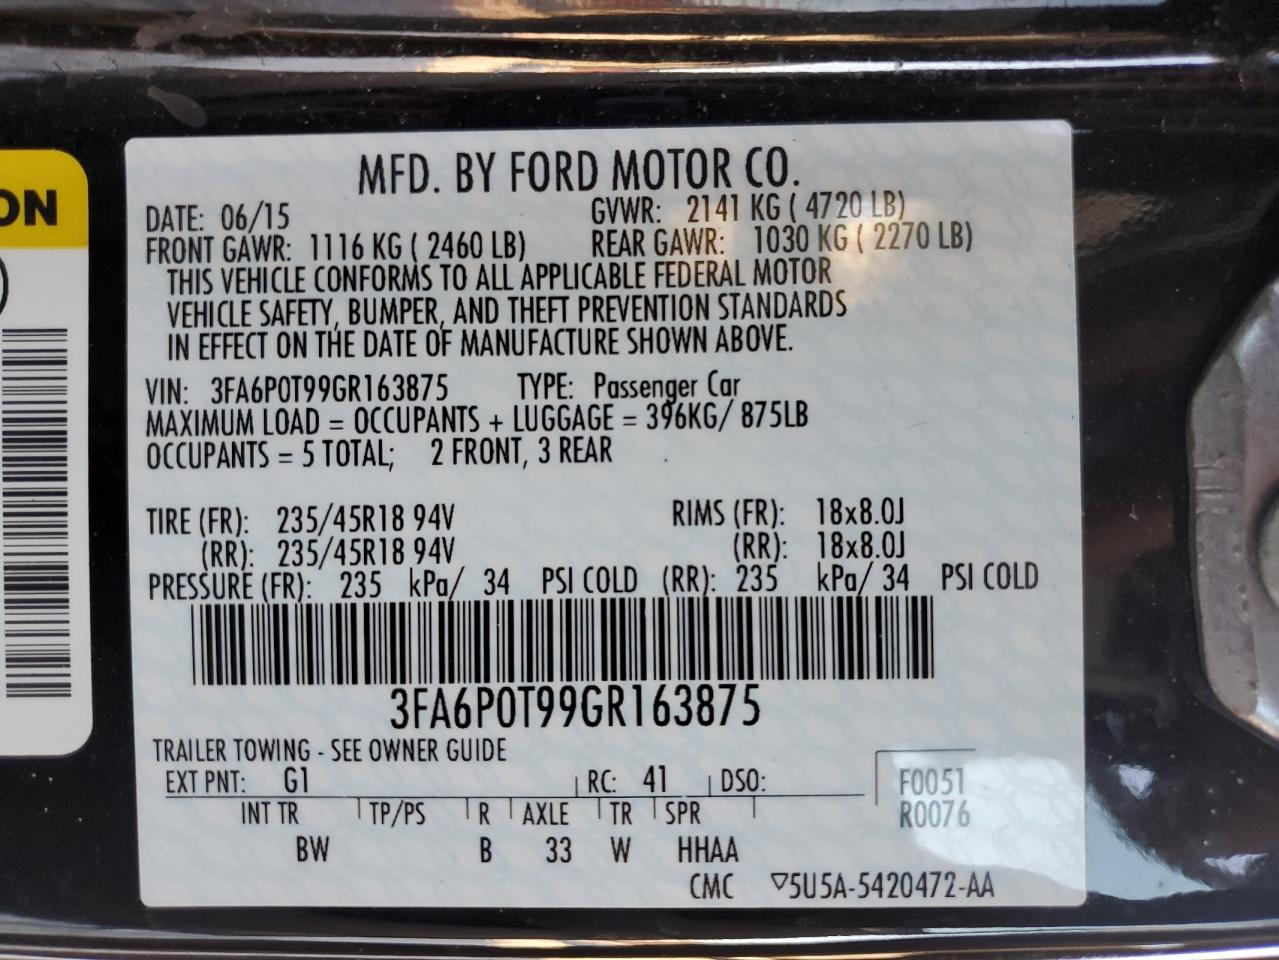 ON
MFD. BY FORD MOTOR CO.
DATE: 06/15 GVWR: 2141 KG ( 4720 LB)
FRONT GAWR: 1116 KG ( 2460 LB) REAR GAWR: 1030 KG ( 2270 LB)
THIS VEHICLE CONFORMS TO ALL APPLICABLE FEDERAL MOTOR
VEHICLE SAFETY, BUMPER, AND THEFT PREVENTION STANDARDS
IN EFFECT ON THE DATE OF MANUFACTURE SHOWN ABOVE.
VIN: 3FA6P0T99GR163875 TYPE: Passenger Car
MAXIMUM LOAD = OCCUPANTS + LUGGAGE = 396KG/ 875LB
OCCUPANTS = 5 TOTAL; 2 FRONT, 3 REAR
TIRE (FR): 235/45R18 94V RIMS (FR): 18x8.0J
(RR): 235/45R18 94V (RR): 18x8.0J
PRESSURE (FR): 235 kPa/ 34 PSI COLD (RR): 235 kPa/ 34 PSI COLD
3FA6P0T99GR163875
TRAILER TOWING - SEE OWNER GUIDE
EXT PNT: G1 RC: 41 DSO: F0051
INT TR TP/PS R AXLE TR SPR R0076
BW B 33 W HHAA
CMC ▽5U5A-5420472-AA